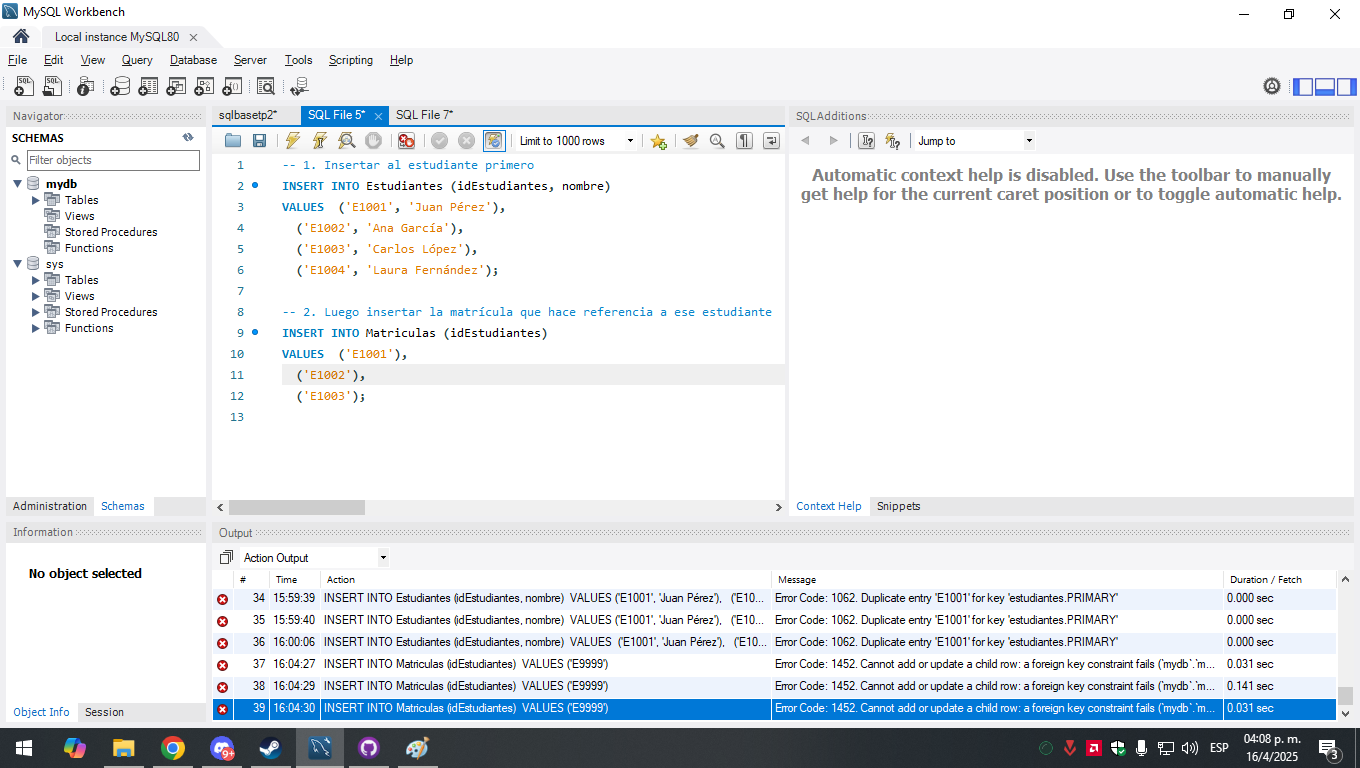 MySQL Workbench
Local instance MySQL80
File Edit View Query Database Server Tools Scripting Help
Navigator
SCHEMAS
Filter objects
mydb
Tables
Views
Stored Procedures
Functions
sys
Tables
Views
Stored Procedures
Functions
Administration Schemas
Information
No object selected
Object Info Session
sqlbasetp2* SQL File 5* SQL File 7*
Limit to 1000 rows
1 -- 1. Insertar al estudiante primero
2 INSERT INTO Estudiantes (idEstudiantes, nombre)
3 VALUES ('E1001', 'Juan Pérez'),
4 ('E1002', 'Ana García'),
5 ('E1003', 'Carlos López'),
6 ('E1004', 'Laura Fernández');
7
8 -- 2. Luego insertar la matrícula que hace referencia a ese estudiante
9 INSERT INTO Matriculas (idEstudiantes)
10 VALUES ('E1001'),
11 ('E1002'),
12 ('E1003');
13
SQLAdditions
Jump to
Automatic context help is disabled. Use the toolbar to manually
get help for the current caret position or to toggle automatic help.
Context Help Snippets
Output
Action Output
# Time Action Message Duration / Fetch
34 15:59:39 INSERT INTO Estudiantes (idEstudiantes, nombre) VALUES ('E1001', 'Juan Pérez'), ('E10... Error Code: 1062. Duplicate entry 'E1001' for key 'estudiantes.PRIMARY' 0.000 sec
35 15:59:40 INSERT INTO Estudiantes (idEstudiantes, nombre) VALUES ('E1001', 'Juan Pérez'), ('E10... Error Code: 1062. Duplicate entry 'E1001' for key 'estudiantes.PRIMARY' 0.000 sec
36 16:00:06 INSERT INTO Estudiantes (idEstudiantes, nombre) VALUES ('E1001', 'Juan Pérez'), ('E10... Error Code: 1062. Duplicate entry 'E1001' for key 'estudiantes.PRIMARY' 0.000 sec
37 16:04:27 INSERT INTO Matriculas (idEstudiantes) VALUES ('E9999') Error Code: 1452. Cannot add or update a child row: a foreign key constraint fails (`mydb`.`m... 0.031 sec
38 16:04:29 INSERT INTO Matriculas (idEstudiantes) VALUES ('E9999') Error Code: 1452. Cannot add or update a child row: a foreign key constraint fails (`mydb`.`m... 0.141 sec
39 16:04:30 INSERT INTO Matriculas (idEstudiantes) VALUES ('E9999') Error Code: 1452. Cannot add or update a child row: a foreign key constraint fails (`mydb`.`m... 0.031 sec
9+
ESP
04:08 p. m.
16/4/2025
3